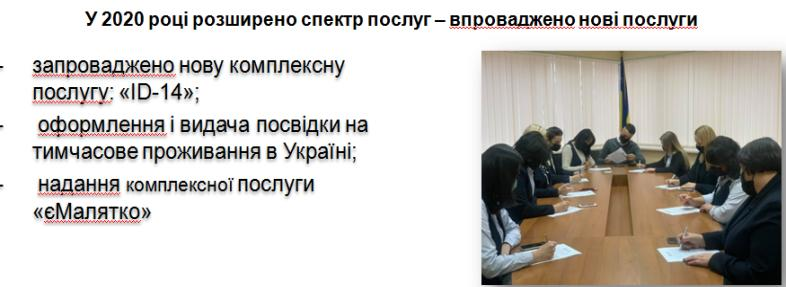 У 2020 році розширено спектр послуг – впроваджено нові послуги
- запроваджено нову комплексну
послугу: «ID-14»;
- оформлення і видача посвідки на
тимчасове проживання в Україні;
- надання комплексної послуги
«єМалятко»